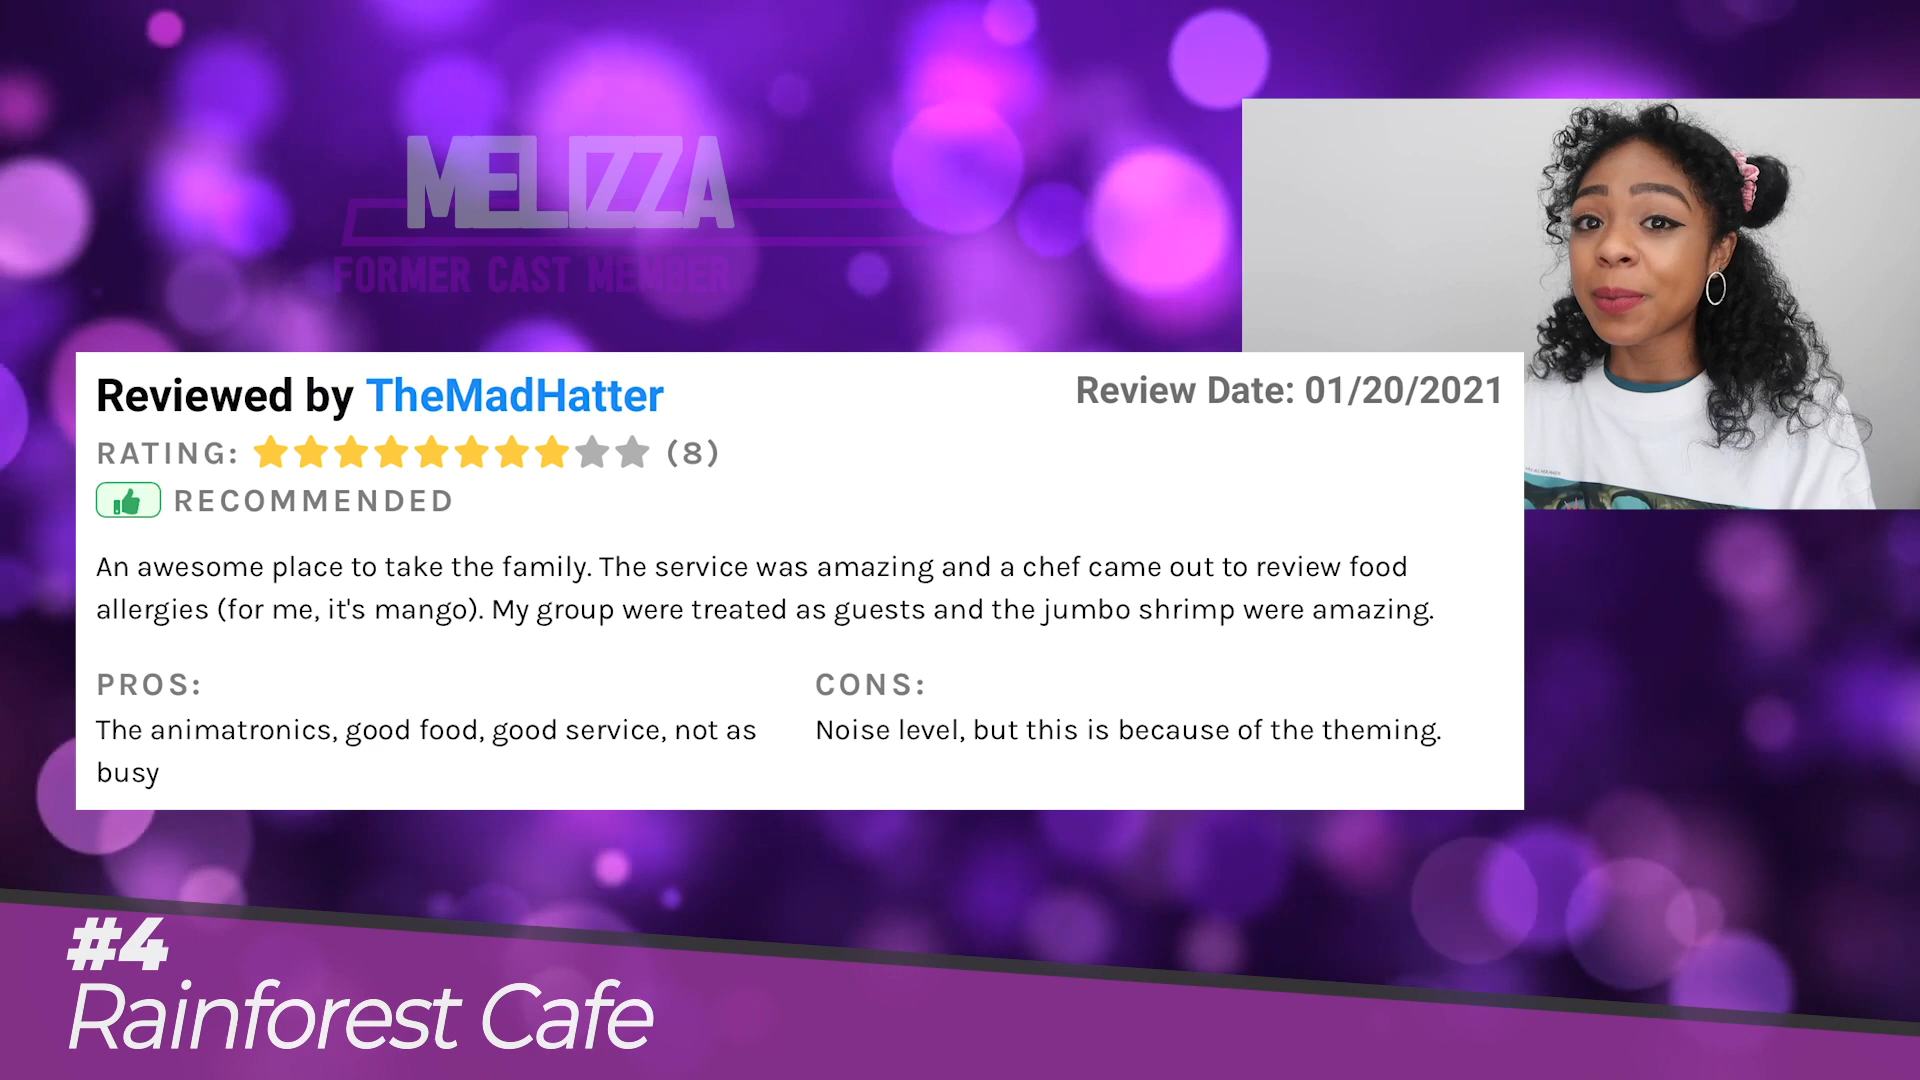 MELIZZA
FORMER CAST MEMBER
Reviewed by TheMadHatter
Review Date: 01/20/2021
RATING: (8)
RECOMMENDED
An awesome place to take the family. The service was amazing and a chef came out to review food
allergies (for me, it's mango). My group were treated as guests and the jumbo shrimp were amazing.
PROS:
The animatronics, good food, good service, not as
busy
CONS:
Noise level, but this is because of the theming.
#4
Rainforest Cafe